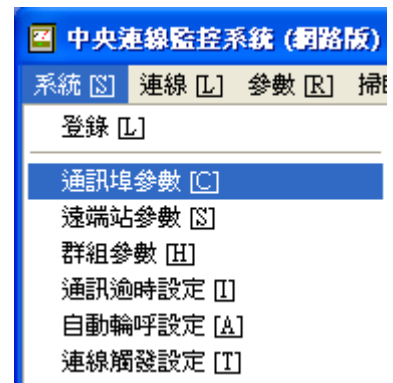 中央連線監控系統 (網路版)
系統 [S] 連線 [L] 參數 [R]
登錄 [L]
通訊埠參數 [C]
遠端站參數 [S]
群組參數 [H]
通訊逾時設定 [I]
自動輪呼設定 [A]
連線觸發設定 [T]